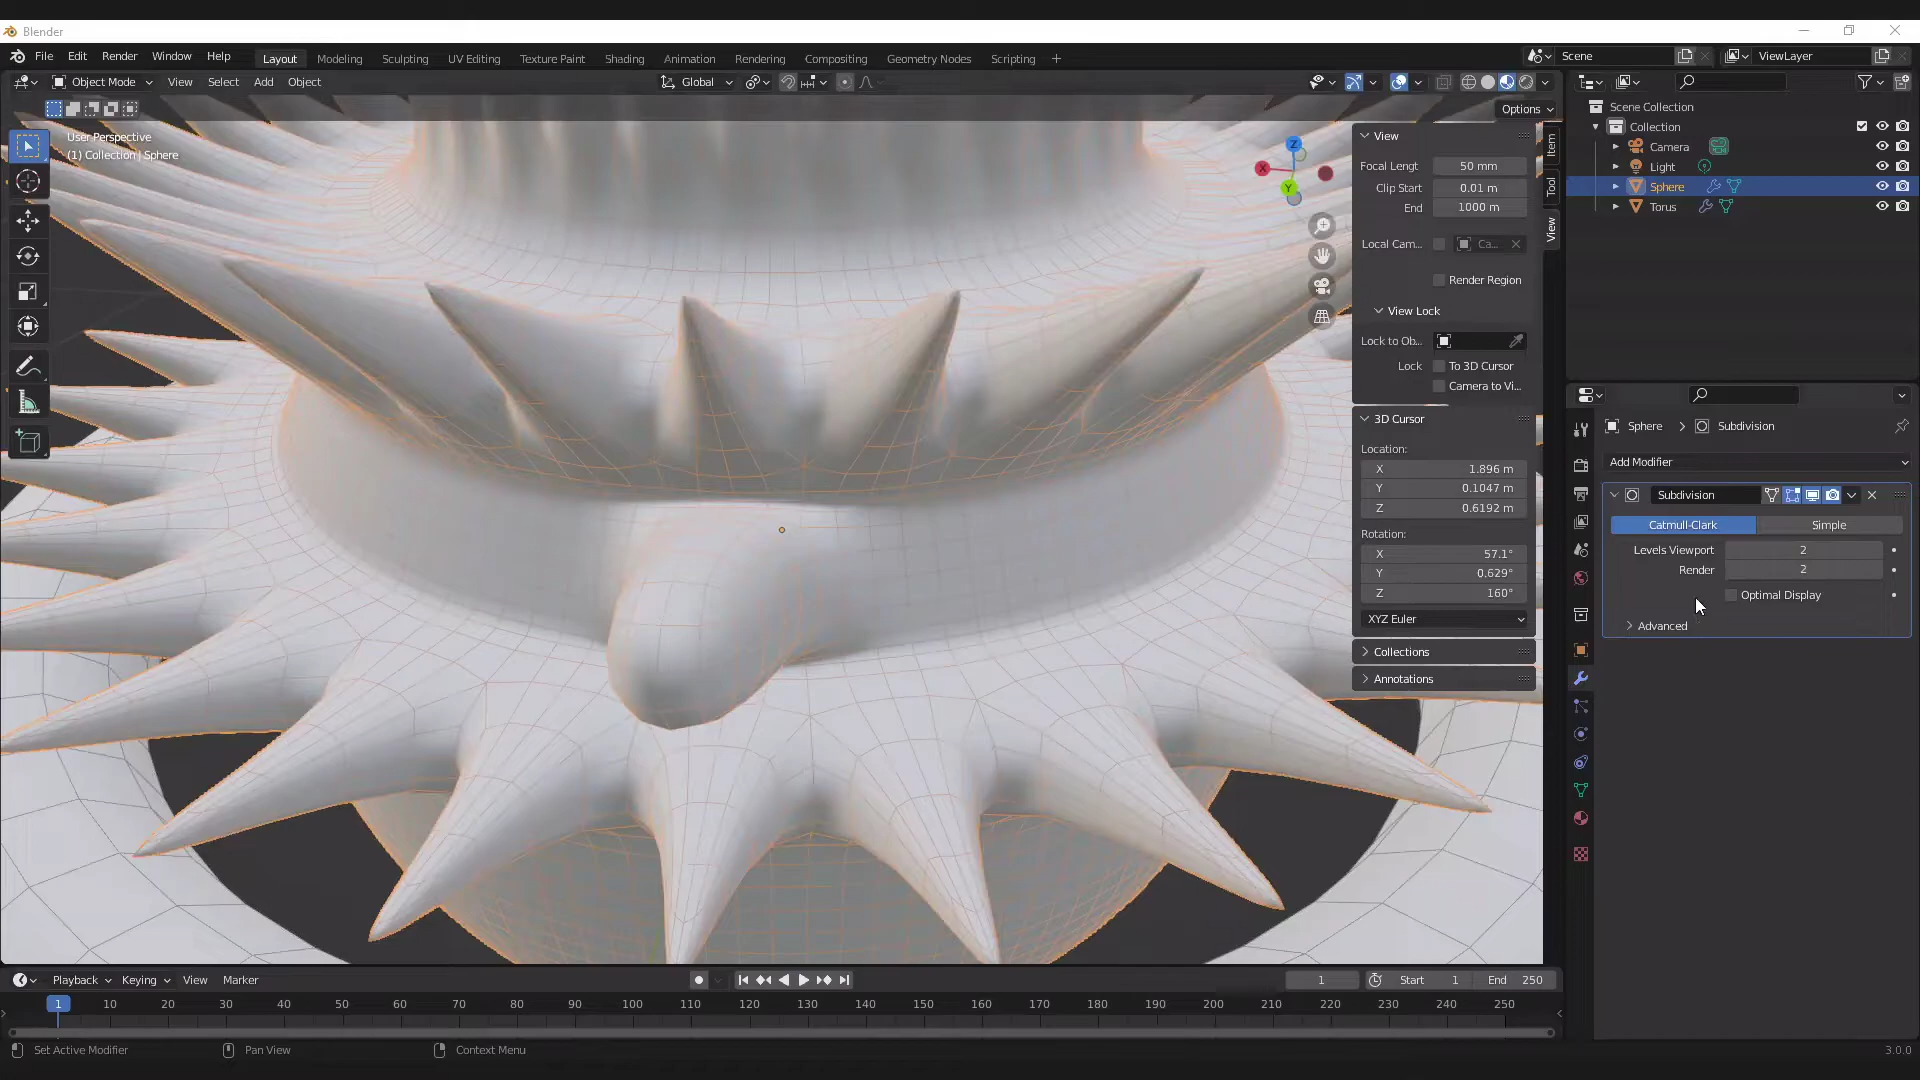 Blender
File Edit Render Window Help Layout Modeling Sculpting UV Editing Texture Paint Shading Animation Rendering Compositing Geometry Nodes Scripting + Scene ViewLayer
Object Mode View Select Add Object Global
Options
User Perspective
(1) Collection | Sphere
Z
X
Y
View
Focal Lengt 50 mm
Clip Start 0.01 m
End 1000 m
Local Cam... Ca...
Render Region
View Lock
Lock to Ob...
Lock To 3D Cursor
Camera to Vi...
3D Cursor
Location:
X 1.896 m
Y 0.1047 m
Z 0.6192 m
Rotation:
X 57.1°
Y 0.629°
Z 160°
XYZ Euler
Collections
Annotations
Item
Tool
View
Scene Collection
Collection
Camera
Light
Sphere
Torus
Sphere > Subdivision
Add Modifier
Subdivision
Catmull-Clark Simple
Levels Viewport 2
Render 2
Optimal Display
Advanced
Playback Keying View Marker 1 Start 1 End 250
1 10 20 30 40 50 60 70 80 90 100 110 120 130 140 150 160 170 180 190 200 210 220 230 240 250
Set Active Modifier Pan View Context Menu 3.0.0